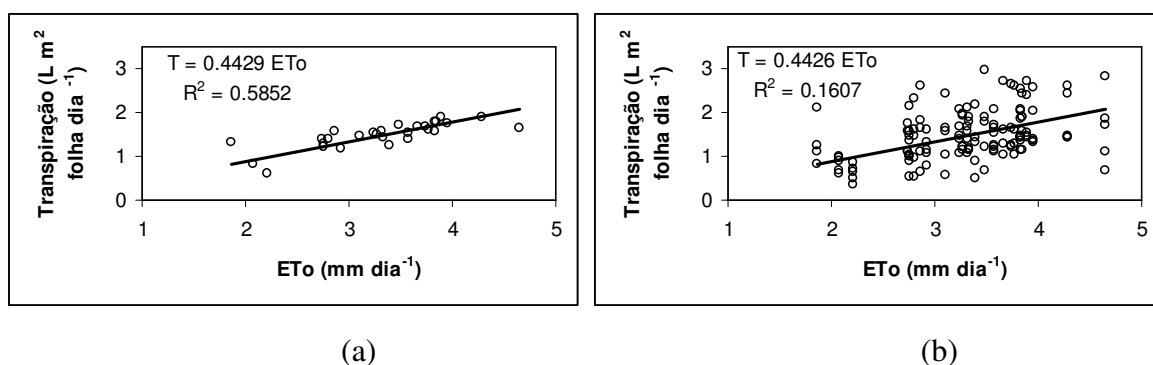 T = 0.4429 ETo
R² = 0.5852
Transpiração (L m²
folha dia ⁻¹)
3
2
1
0
1 2 3 4 5
ETo (mm dia⁻¹)
(a)
T = 0.4426 ETo
R² = 0.1607
Transpiração (L m²
folha dia ⁻¹)
3
2
1
0
1 2 3 4 5
ETo (mm dia⁻¹)
(b)